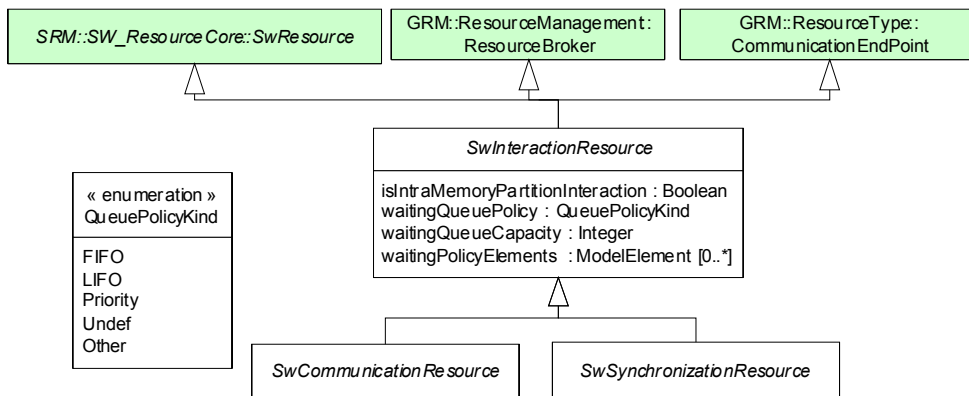 SRM::SW_ResourceCore::SwResource
GRM::ResourceManagement:
ResourceBroker
GRM::ResourceType::
CommunicationEndPoint
SwInteractionResource
isIntraMemoryPartitionInteraction : Boolean
waitingQueuePolicy : QueuePolicyKind
waitingQueueCapacity : Integer
waitingPolicyElements : ModelElement [0..*]
« enumeration »
QueuePolicyKind
FIFO
LIFO
Priority
Undef
Other
SwCommunicationResource
SwSynchronizationResource